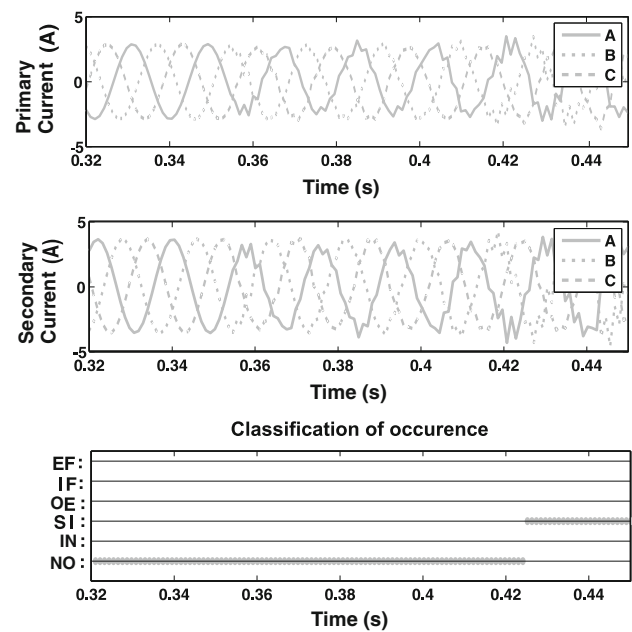 5
0
-5
Primary
Current (A)
A
B
C
0.32 0.34 0.36 0.38 0.4 0.42 0.44
Time (s)
5
0
-5
Secondary
Current (A)
A
B
C
0.32 0.34 0.36 0.38 0.4 0.42 0.44
Time (s)
Classification of occurence
EF:
IF:
OE:
SI:
IN:
NO:
0.32 0.34 0.36 0.38 0.4 0.42 0.44
Time (s)